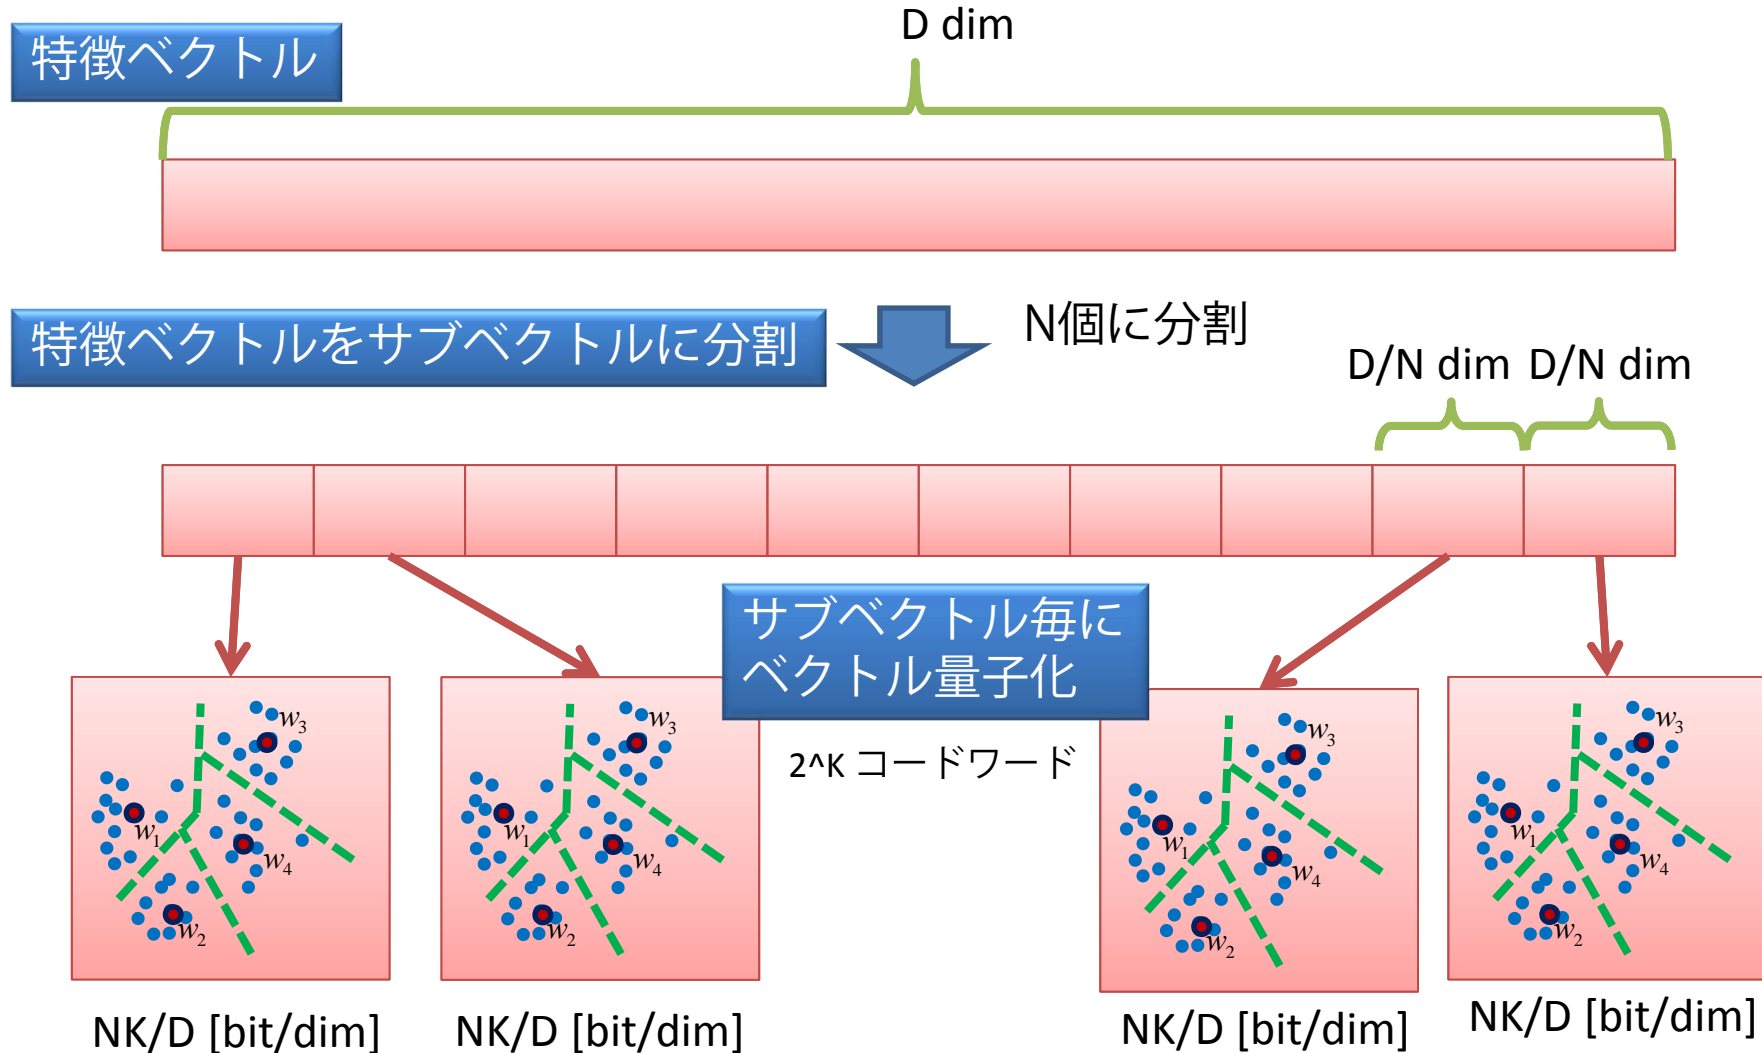 D dim
特徴ベクトル
特徴ベクトルをサブベクトルに分割
N個に分割
D/N dim D/N dim
サブベクトル毎に
ベクトル量子化
2^K コードワード
w3
w1
w4
w2
w3
w1
w4
w2
w3
w1
w4
w2
w3
w1
w4
w2
NK/D [bit/dim]
NK/D [bit/dim]
NK/D [bit/dim]
NK/D [bit/dim]